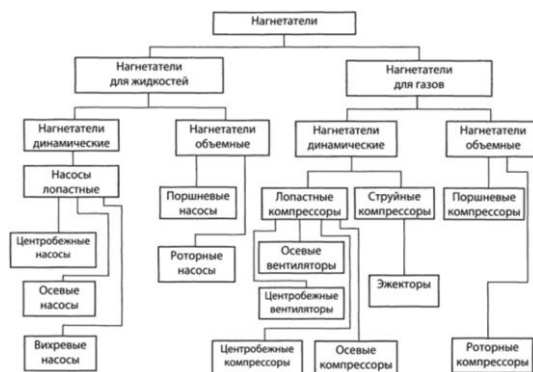 Нагнетатели
Нагнетатели
для жидкостей
Нагнетатели
для газов
Нагнетатели
динамические
Нагнетатели
объемные
Нагнетатели
динамические
Нагнетатели
объемные
Насосы
лопастные
Поршневые
насосы
Лопастные
компрессоры
Струйные
компрессоры
Поршневые
компрессоры
Центробежные
насосы
Роторные
насосы
Осевые
вентиляторы
Осевые
насосы
Центробежные
вентиляторы
Эжекторы
Вихревые
насосы
Центробежные
компрессоры
Осевые
компрессоры
Роторные
компрессоры